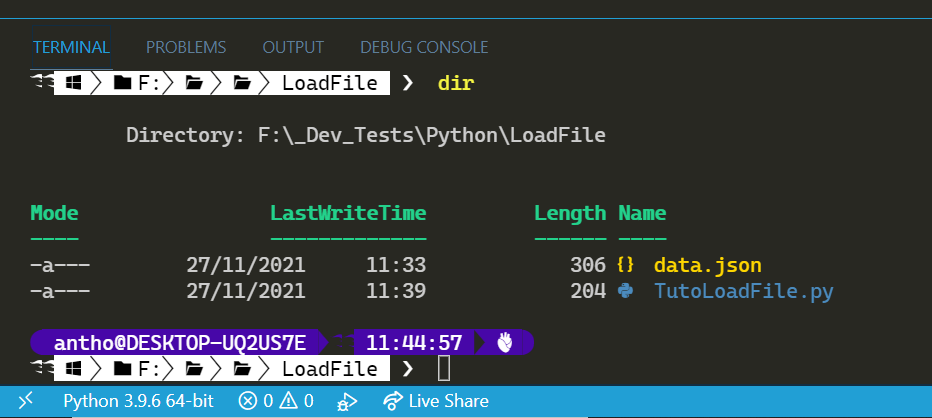 TERMINAL PROBLEMS OUTPUT DEBUG CONSOLE
F: LoadFile ❯ dir
Directory: F:\_Dev_Tests\Python\LoadFile
Mode LastWriteTime Length Name
---- ------------- ------ ----
-a--- 27/11/2021 11:33 306 {} data.json
-a--- 27/11/2021 11:39 204 TutoLoadFile.py
antho@DESKTOP-UQ2US7E 11:44:57
F: LoadFile ❯
Python 3.9.6 64-bit 0 0 Live Share